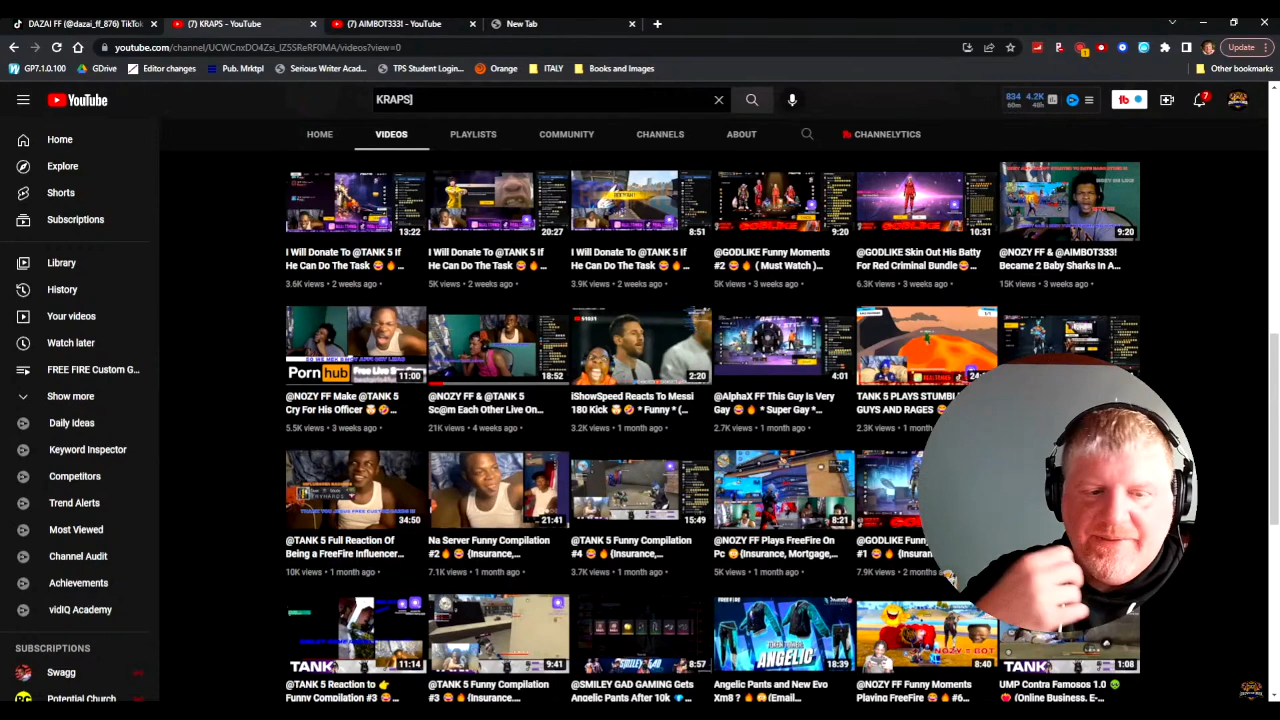 DAZAI FF (@dazai_ff_876) TikTok
(7) KRAPS - YouTube
(7) AIMBOT333! - YouTube
New Tab
youtube.com/channel/UCWCnxDO4Zsi_IZ5SReRF0MA/videos?view=0
Update
GP7.1.0.100
GDrive
Editor changes
Pub. Mrktpl
Serious Writer Acad...
TPS Student Login...
Orange
ITALY
Books and Images
Other bookmarks
YouTube
KRAPS]
834 4.2K
60m 48h
7
HOME
VIDEOS
PLAYLISTS
COMMUNITY
CHANNELS
ABOUT
CHANNELYTICS
Home
Explore
Shorts
Subscriptions
Library
History
Your videos
Watch later
FREE FIRE Custom G...
Show more
Daily Ideas
Keyword Inspector
Competitors
Trend Alerts
Most Viewed
Channel Audit
Achievements
vidIQ Academy
SUBSCRIPTIONS
Swagg
Potential Church
13:22
20:27
8:51
9:20
10:31
9:20
I Will Donate To @TANK 5 If
He Can Do The Task 😂🔥...
3.6K views • 2 weeks ago
I Will Donate To @TANK 5 If
He Can Do The Task 😂🔥...
5K views • 2 weeks ago
I Will Donate To @TANK 5 If
He Can Do The Task 😂🔥...
3.9K views • 2 weeks ago
@GODLIKE Funny Moments
#2 😂🔥 ( Must Watch )...
5K views • 3 weeks ago
@GODLIKE Skin Out His Batty
For Red Criminal Bundle😂...
6.3K views • 3 weeks ago
@NOZY FF & @AIMBOT333!
Became 2 Baby Sharks In A...
15K views • 3 weeks ago
Porn hub
11:00
18:52
2:20
4:01
@NOZY FF Make @TANK 5
Cry For His Officer 🤯🤣...
5.5K views • 3 weeks ago
@NOZY FF & @TANK 5
Sc@m Each Other Live On...
21K views • 4 weeks ago
iShowSpeed Reacts To Messi
180 Kick 🤯🤣 * Funny * (...
3.2K views • 1 month ago
@AlphaX FF This Guy Is Very
Gay 😂🔥 * Super Gay *...
2.7K views • 1 month ago
TANK 5 PLAYS STUMBL
GUYS AND RAGES
2.3K views • 1 month
34:50
21:41
15:49
8:21
@TANK 5 Full Reaction Of
Being a FreeFire Influencer...
10K views • 1 month ago
Na Server Funny Compilation
#2🔥😂 {Insurance,...
7.1K views • 1 month ago
@TANK 5 Funny Compilation
#4 😂🔥 {Insurance,...
3.7K views • 1 month ago
@NOZY FF Plays FreeFire On
Pc 😳{Insurance, Mortgage,...
5K views • 1 month ago
@GODLIKE Funn
#1 😂🔥 {Insuran
7.9K views • 2 months
TANK
11:14
9:41
SMILEY GAD
8:57
FREE FIRE
ANGELIC
18:39
NOZY = BOT
8:40
TANK
1:08
@TANK 5 Reaction to 👉
Funny Compilation #3 😂🔥
@TANK 5 Funny Compilation
#3 😂🔥 {Insurance,...
@SMILEY GAD GAMING Gets
Angelic Pants After 10k 💎...
Angelic Pants and New Evo
Xm8 ? 🔥😳(Email...
@NOZY FF Funny Moments
Playing FreeFire 😂🔥 #6...
UMP Contra Famosos 1.0 👽
(Online Business, E-...